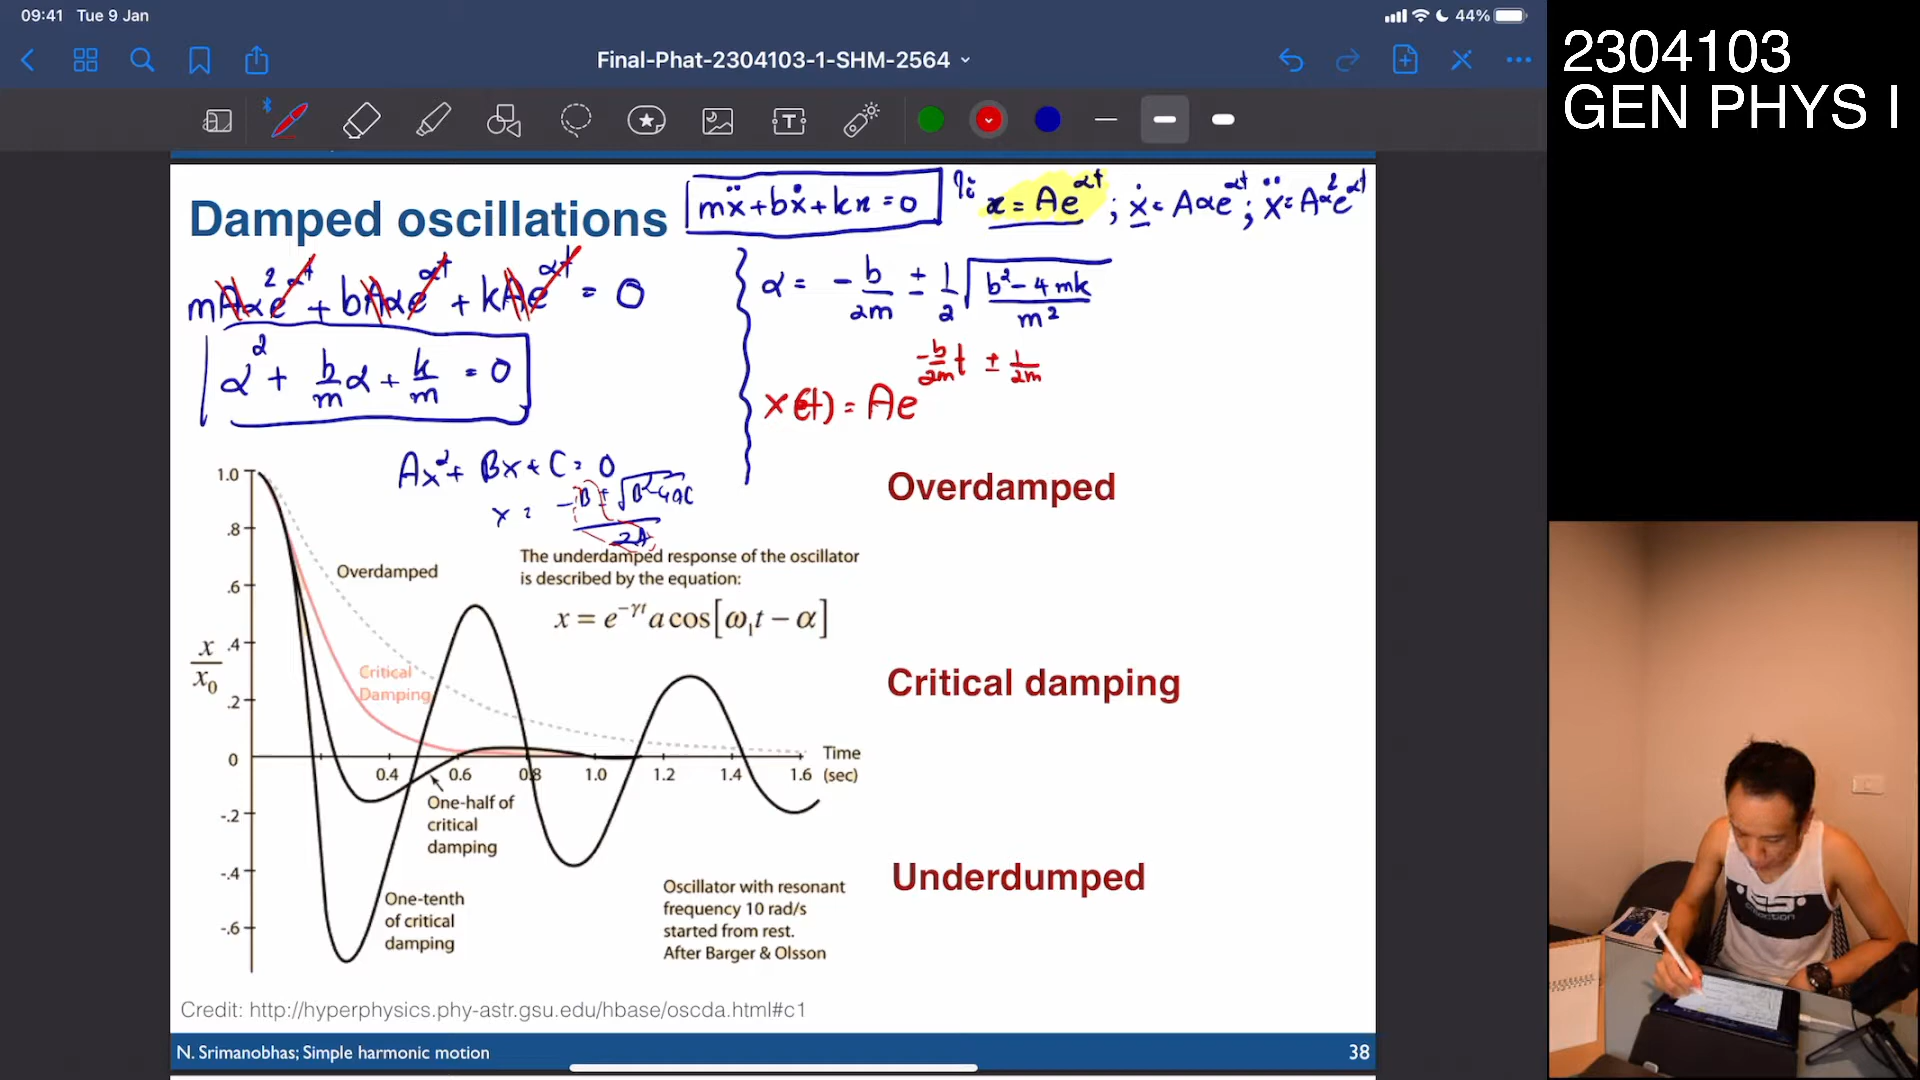 09:41 Tue 9 Jan
44%
Final-Phat-2304103-1-SHM-2564
2304103
GEN PHYS I
Damped oscillations
mẍ+bẋ+kx=0
ให้ x = Ae^αt ; ẋ = Aαe^αt ; ẍ = Aα²e^αt
mAα²e^αt + bAαe^αt + kAe^αt = 0
α = -b/2m ± 1/2 √(b²-4mk)/m²
α² + b/m α + k/m = 0
x(t) = Ae^-b/2m t ± 1/2m
Ax² + Bx + C = 0
x = -B ± √B²-4AC / 2A
Overdamped
Critical damping
Underdumped
1.0
.8
.6
.4
.2
0
-.2
-.4
-.6
x/x₀
Overdamped
The underdamped response of the oscillator
is described by the equation:
x = e^−γt a cos[ω₁t − α]
Critical
Damping
0.4 0.6 0.8 1.0 1.2 1.4 1.6
Time
(sec)
One-half of
critical
damping
One-tenth
of critical
damping
Oscillator with resonant
frequency 10 rad/s
started from rest.
After Barger & Olsson
Credit: http://hyperphysics.phy-astr.gsu.edu/hbase/oscda.html#c1
N. Srimanobhas; Simple harmonic motion
38